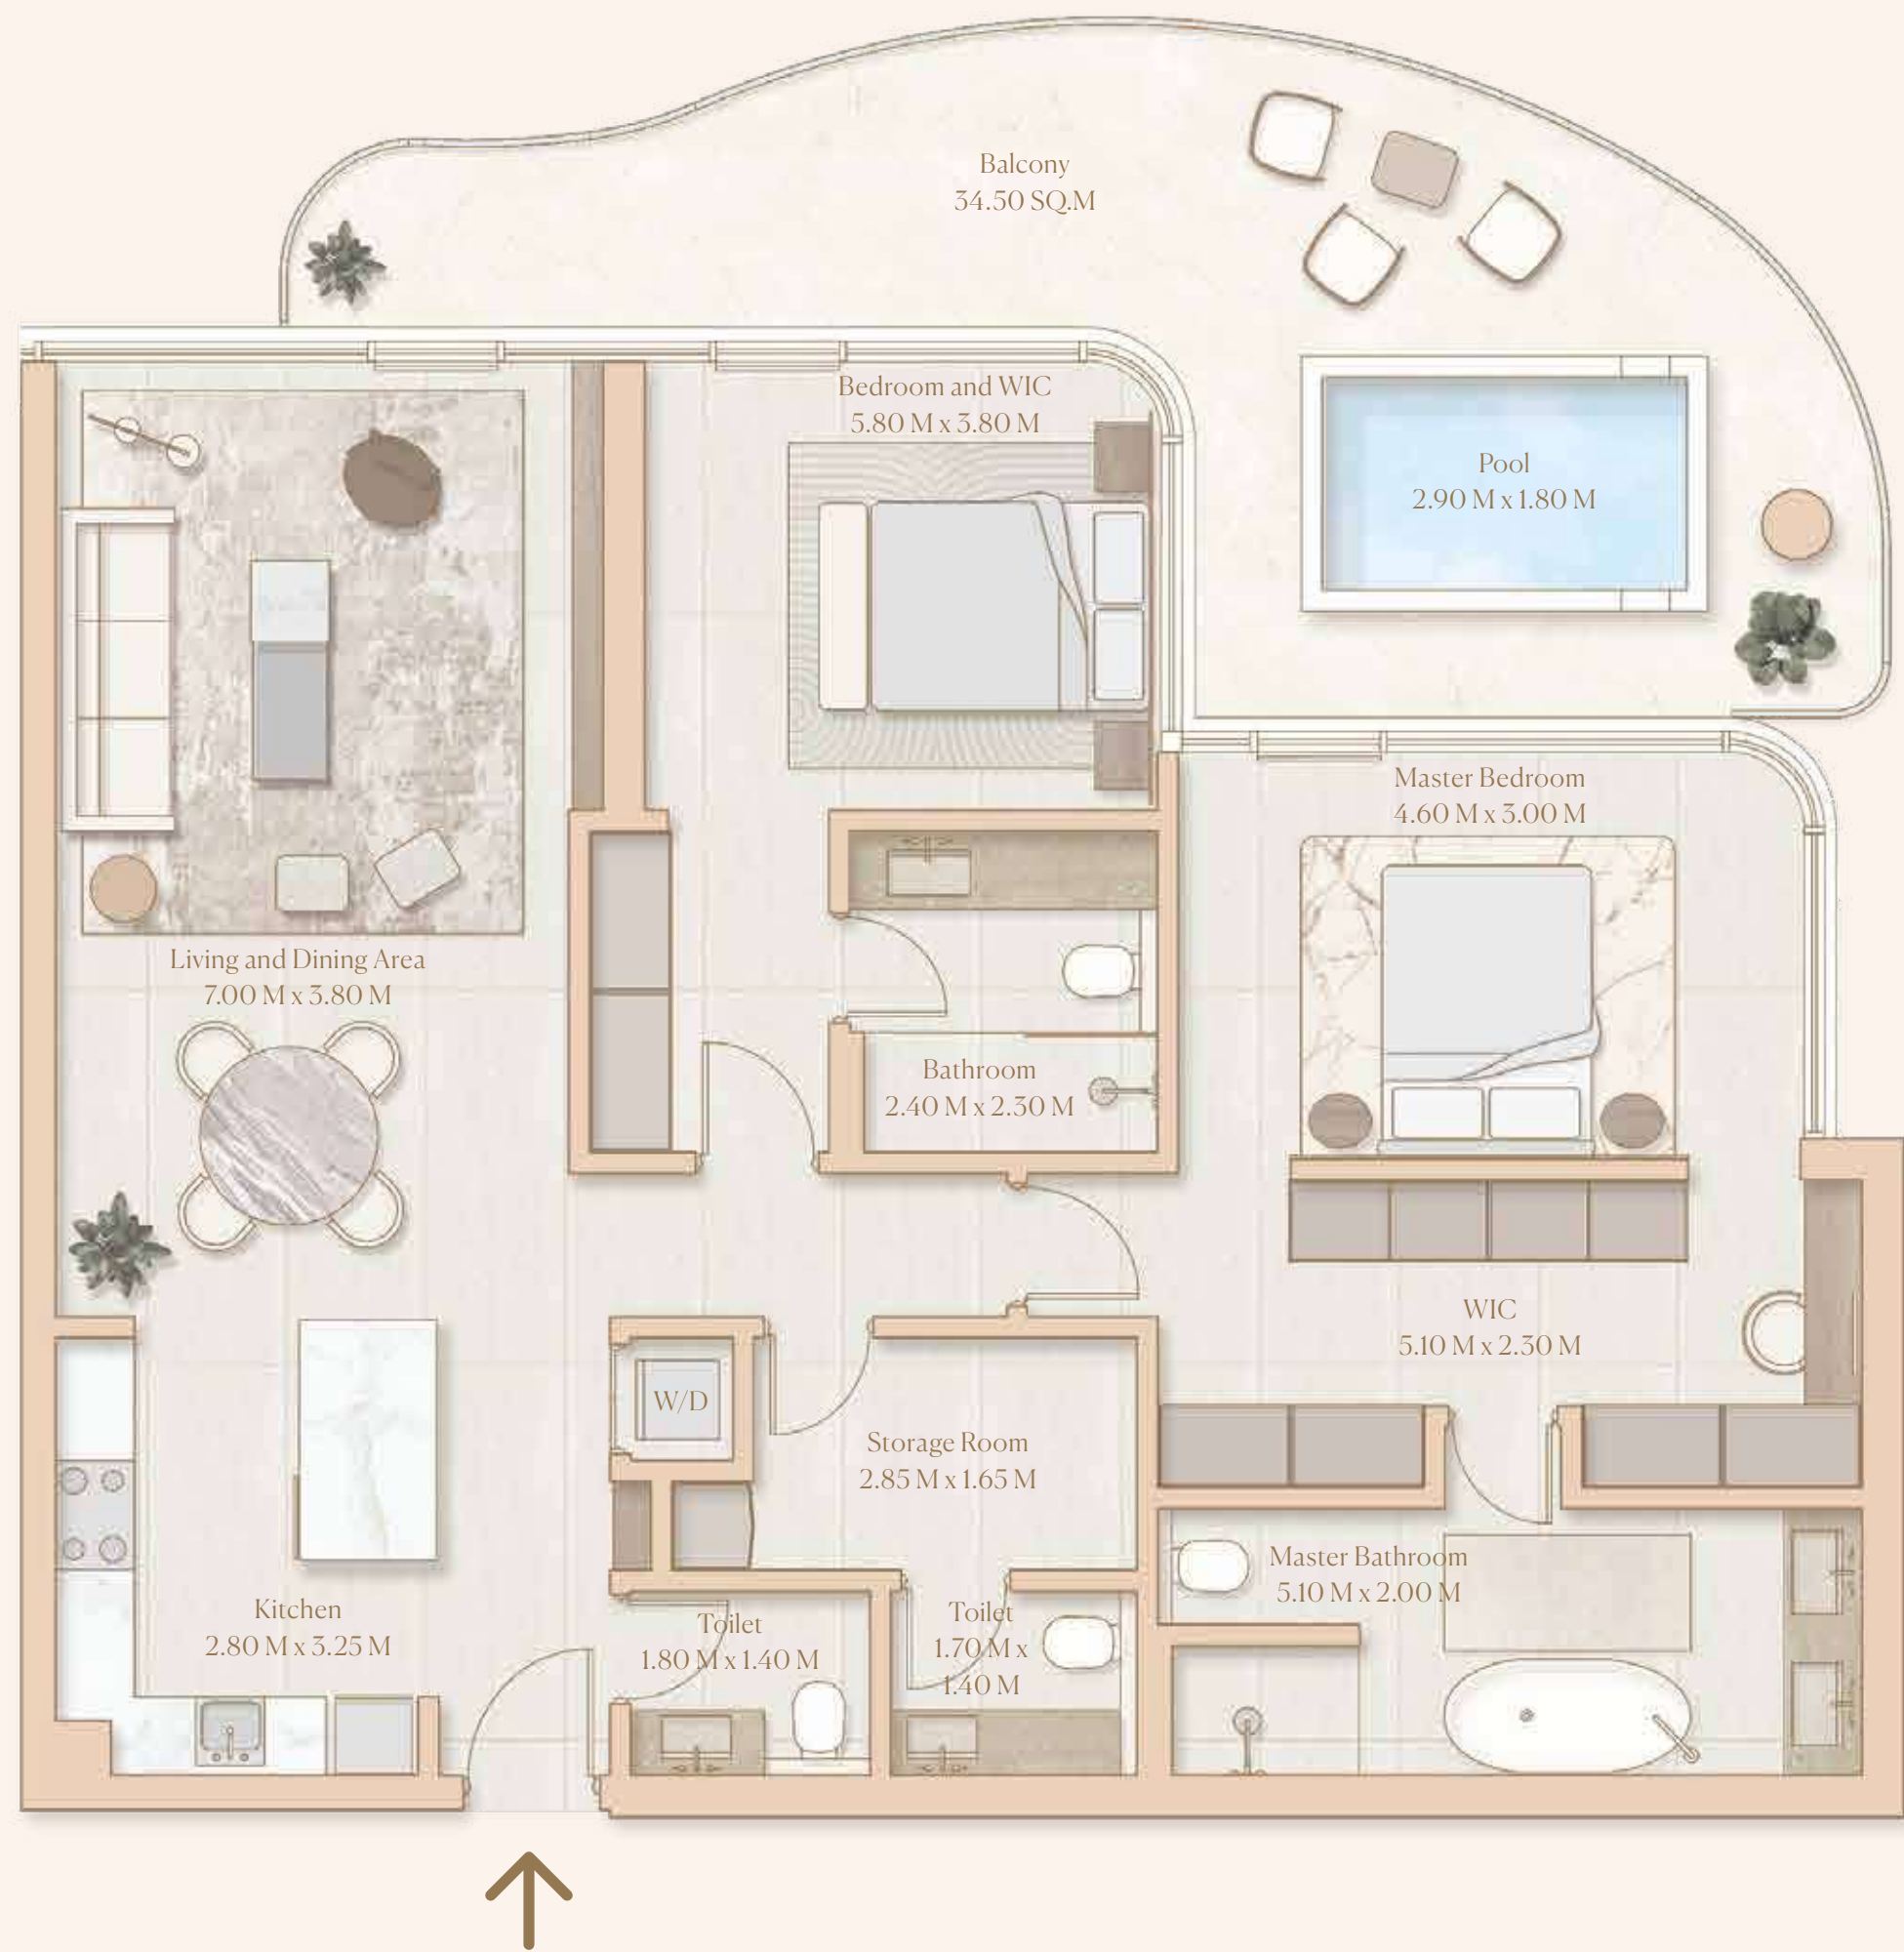 Balcony
34.50 SQ.M
Bedroom and WIC
5.80 M x 3.80 M
Pool
2.90 M x 1.80 M
Master Bedroom
4.60 M x 3.00 M
Living and Dining Area
7.00 M x 3.80 M
Bathroom
2.40 M x 2.30 M
WIC
5.10 M x 2.30 M
W/D
Storage Room
2.85 M x 1.65 M
Master Bathroom
5.10 M x 2.00 M
Kitchen
2.80 M x 3.25 M
Toilet
1.80 M x 1.40 M
Toilet
1.70 M x
1.40 M